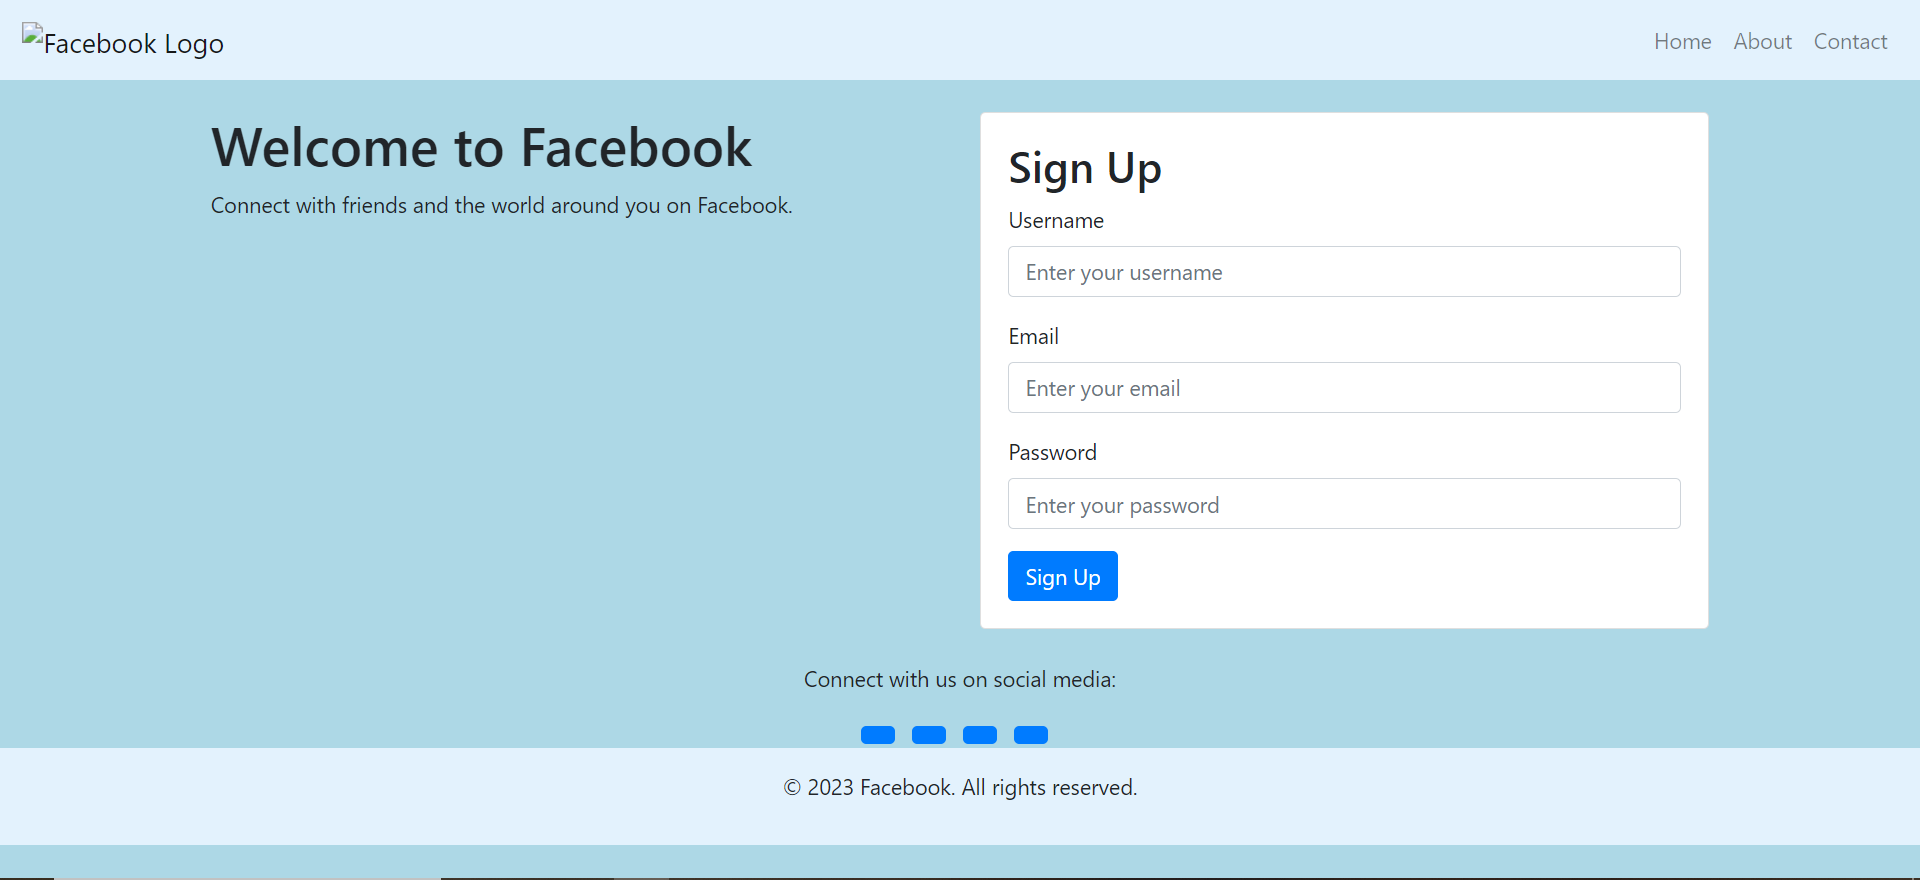 Facebook Logo
Home About Contact
Welcome to Facebook
Connect with friends and the world around you on Facebook.
Sign Up
Username
Enter your username
Email
Enter your email
Password
Enter your password
Sign Up
Connect with us on social media:
© 2023 Facebook. All rights reserved.